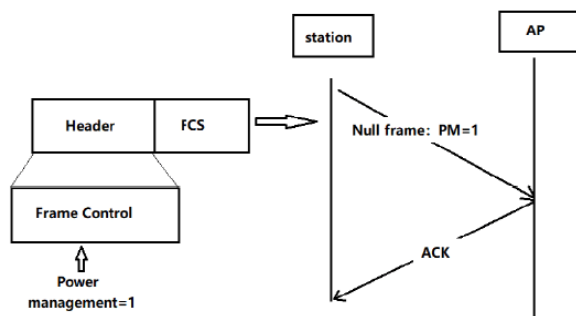 station
AP
Header
FCS
Null frame: PM=1
Frame Control
ACK
Power
management=1